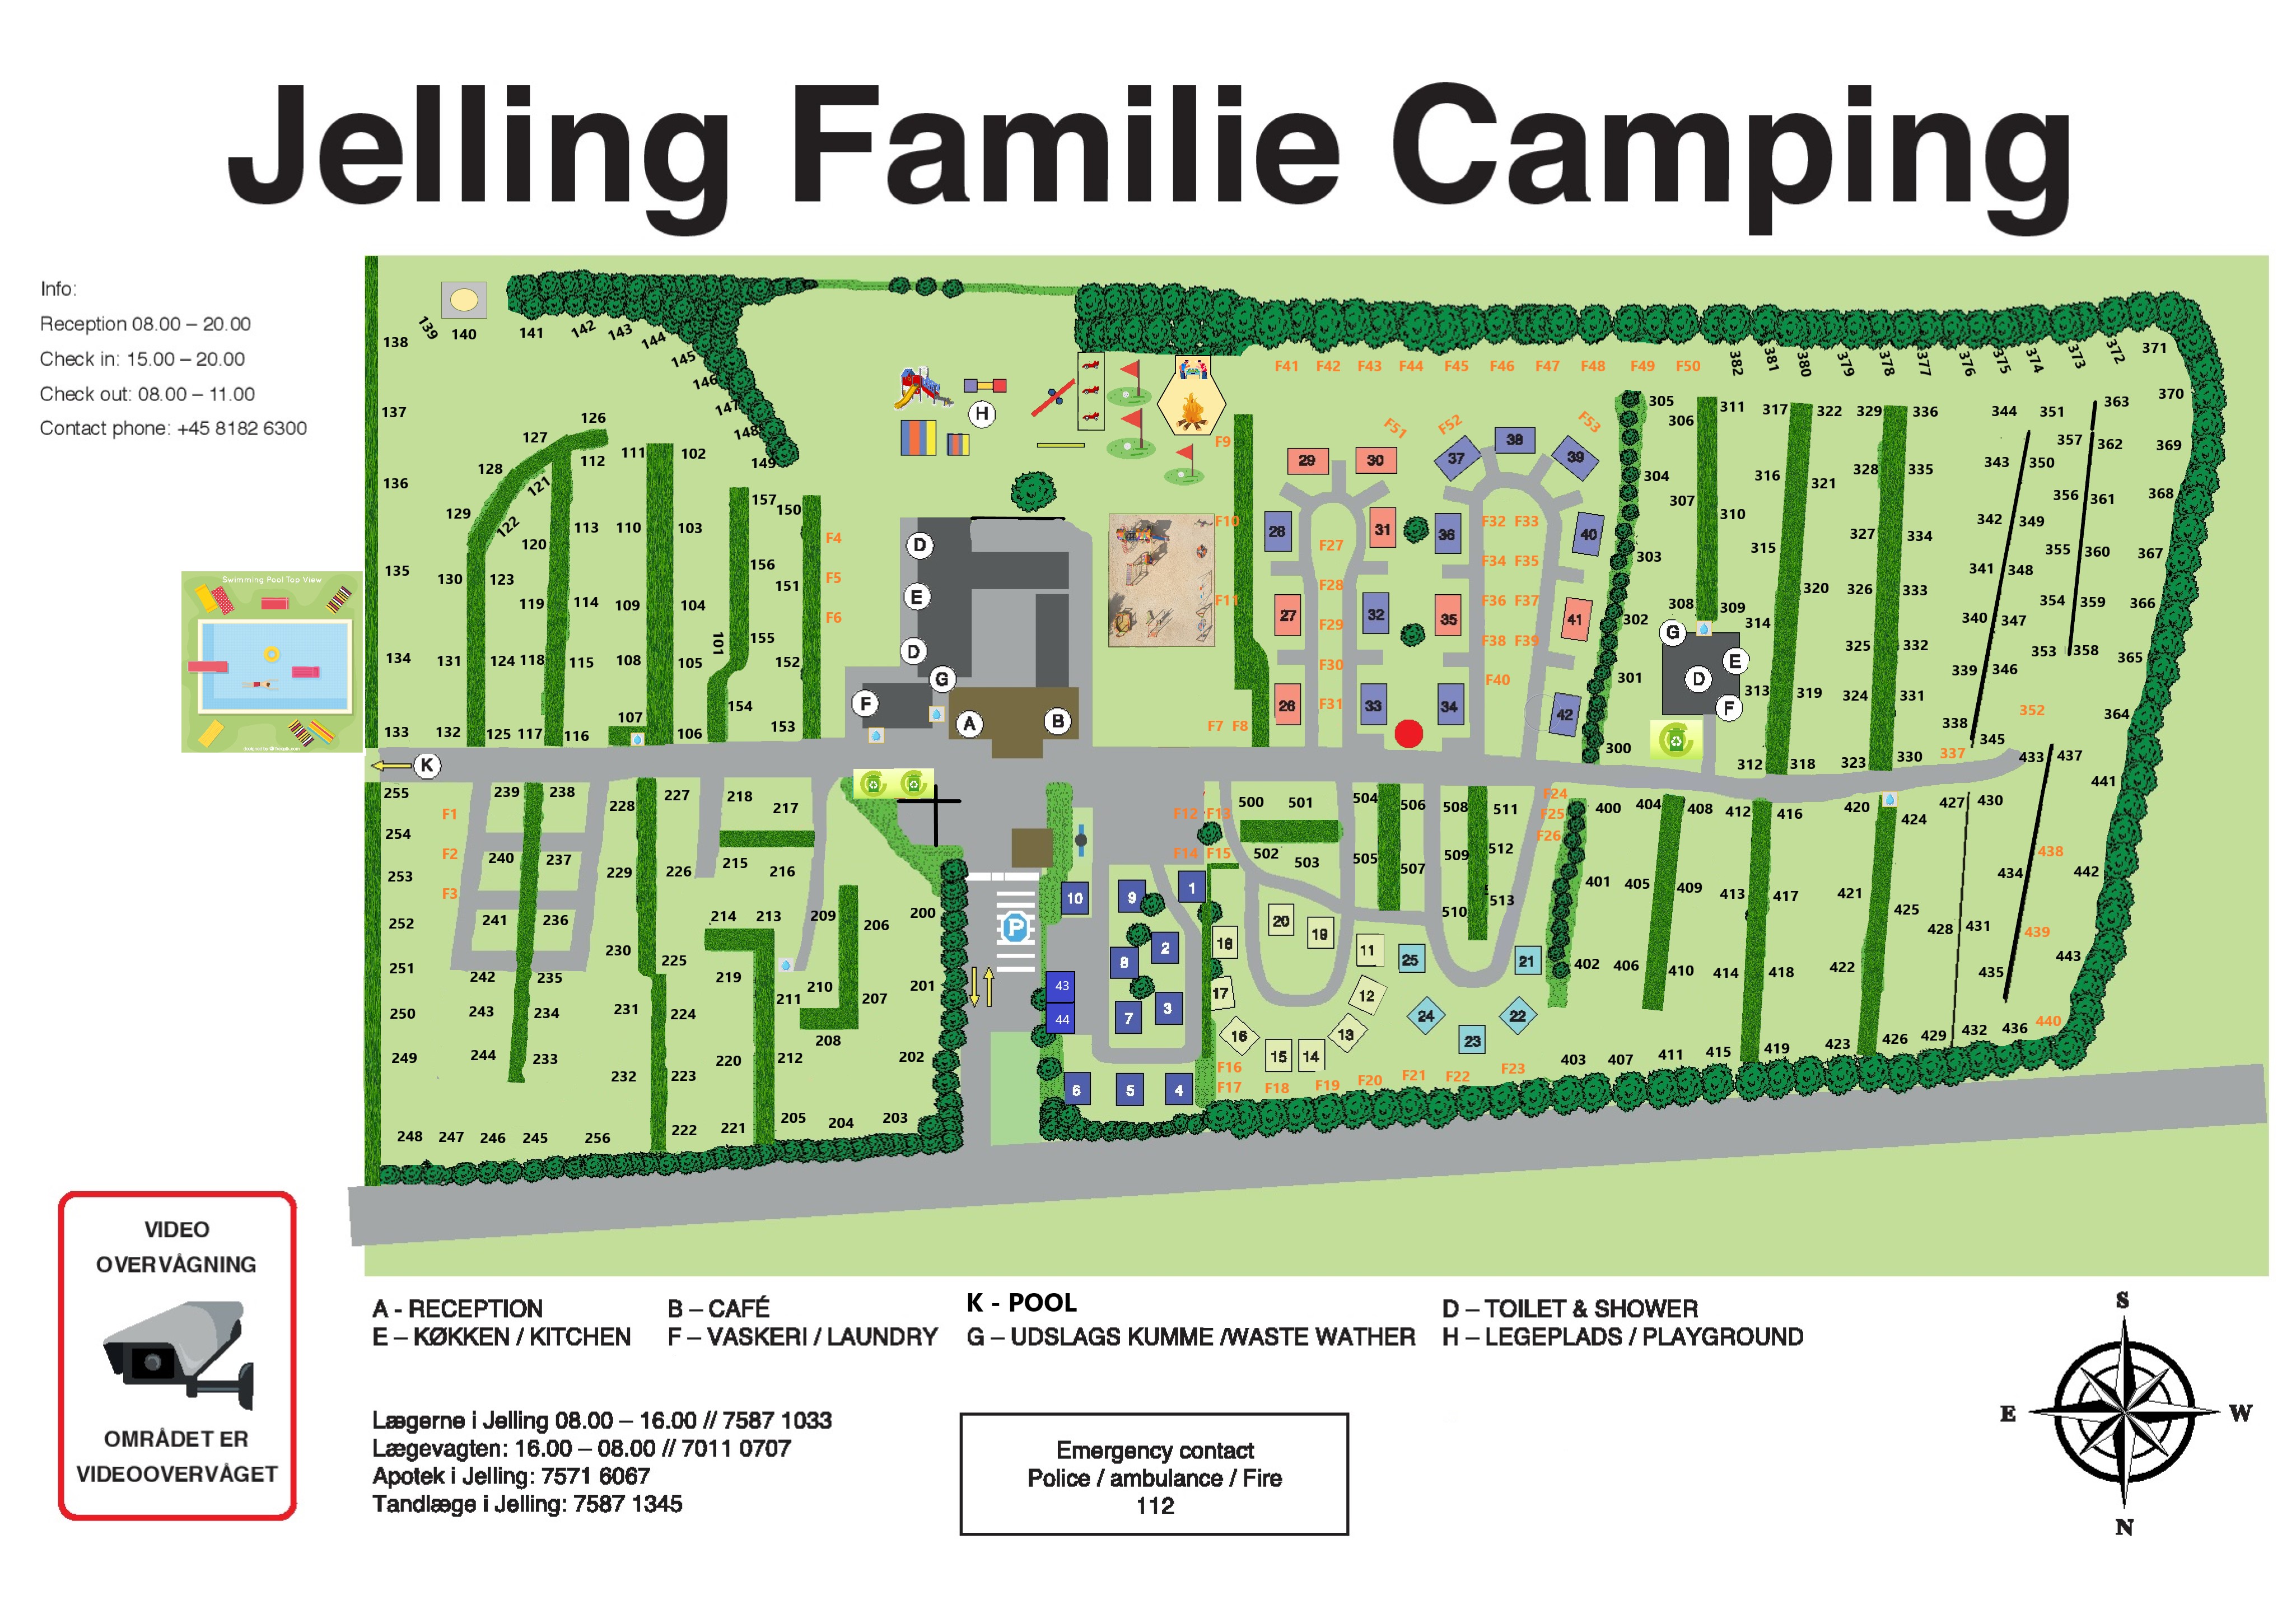 Jelling Familie Camping
Info:
Reception 08.00 – 20.00
Check in: 15.00 – 20.00
Check out: 08.00 – 11.00
Contact phone: +45 8182 6300
Swimming Pool Top View
138 139 140 141 142 143 144 145 146 147 148 149
137 136 135 134 133
126 127 128 129 130 131 132
112 121 122 120 123 119 124 118 125 117
111 113 114 115 116
110 109 108 107
102 103 104 105 106
101 157 156 155 154
150 151 152 153
F4 F5 F6
H
D E D G F A B
F9 F10 F11 F7 F8
F41 F42 F43 F44 F45 F46 F47 F48 F49 F50
F51 F52 F53
29 30 37 38 39
28 31 36 40
27 32 35 41
26 33 34 42
F27 F28 F29 F30 F31
F32 F33
F34 F35
F36 F37
F38 F39
F40
382 381 380 379 378 377 376 375 374 373 372 371
305 306 311 317 322 329 336 344 351 363 370
304 307 316 321 328 335 343 350 357 362 369
303 310 315 327 334 342 349 356 361 368
302 308 309 314 320 326 333 341 348 355 360 367
301 313 319 325 332 340 347 354 359 366
300 312 318 324 331 339 346 353 358 365
323 330 338 345 352 364
337
G E D F
K
255 254 253 252 251 250 249 248 247 246 245 256
F1 F2 F3
239 238
240 237
241 236
242 235
243 234
244 233
228 229 230 231 232
227 226 225 224 223 222
218 217
215 216
214 213 209
219 220 221
211 210 212
206 207 208
205 204 203
200 201 202
P
10 9 1 2 8 3 7 6 5 4
43
44
F12 F13
F14 F15
500 501 504 506 508 511
502 503 505 507 509 512
510 513
20 19 18 11 17 12 16 13 15 14
25 21 24 22 23
F16
F17 F18 F19 F20 F21 F22 F23
F24
F25
F26
400 404 408 412 416 420 424 427 430 433 437 441
401 405 409 413 417 421 425 428 431 434 438 442
402 406 410 414 418 422 435 439 443
403 407 411 415 419 423 426 429 432 436 440
VIDEO
OVERVÅGNING
OMRÅDET ER
VIDEOOVERVÅGET
A - RECEPTION B – CAFÉ K - POOL D – TOILET & SHOWER
E – KØKKEN / KITCHEN F – VASKERI / LAUNDRY G – UDSLAGS KUMME /WASTE WATHER H – LEGEPLADS / PLAYGROUND
Lægerne i Jelling 08.00 – 16.00 // 7587 1033
Lægevagten: 16.00 – 08.00 // 7011 0707
Apotek i Jelling: 7571 6067
Tandlæge i Jelling: 7587 1345
Emergency contact
Police / ambulance / Fire
112
S
E W
N